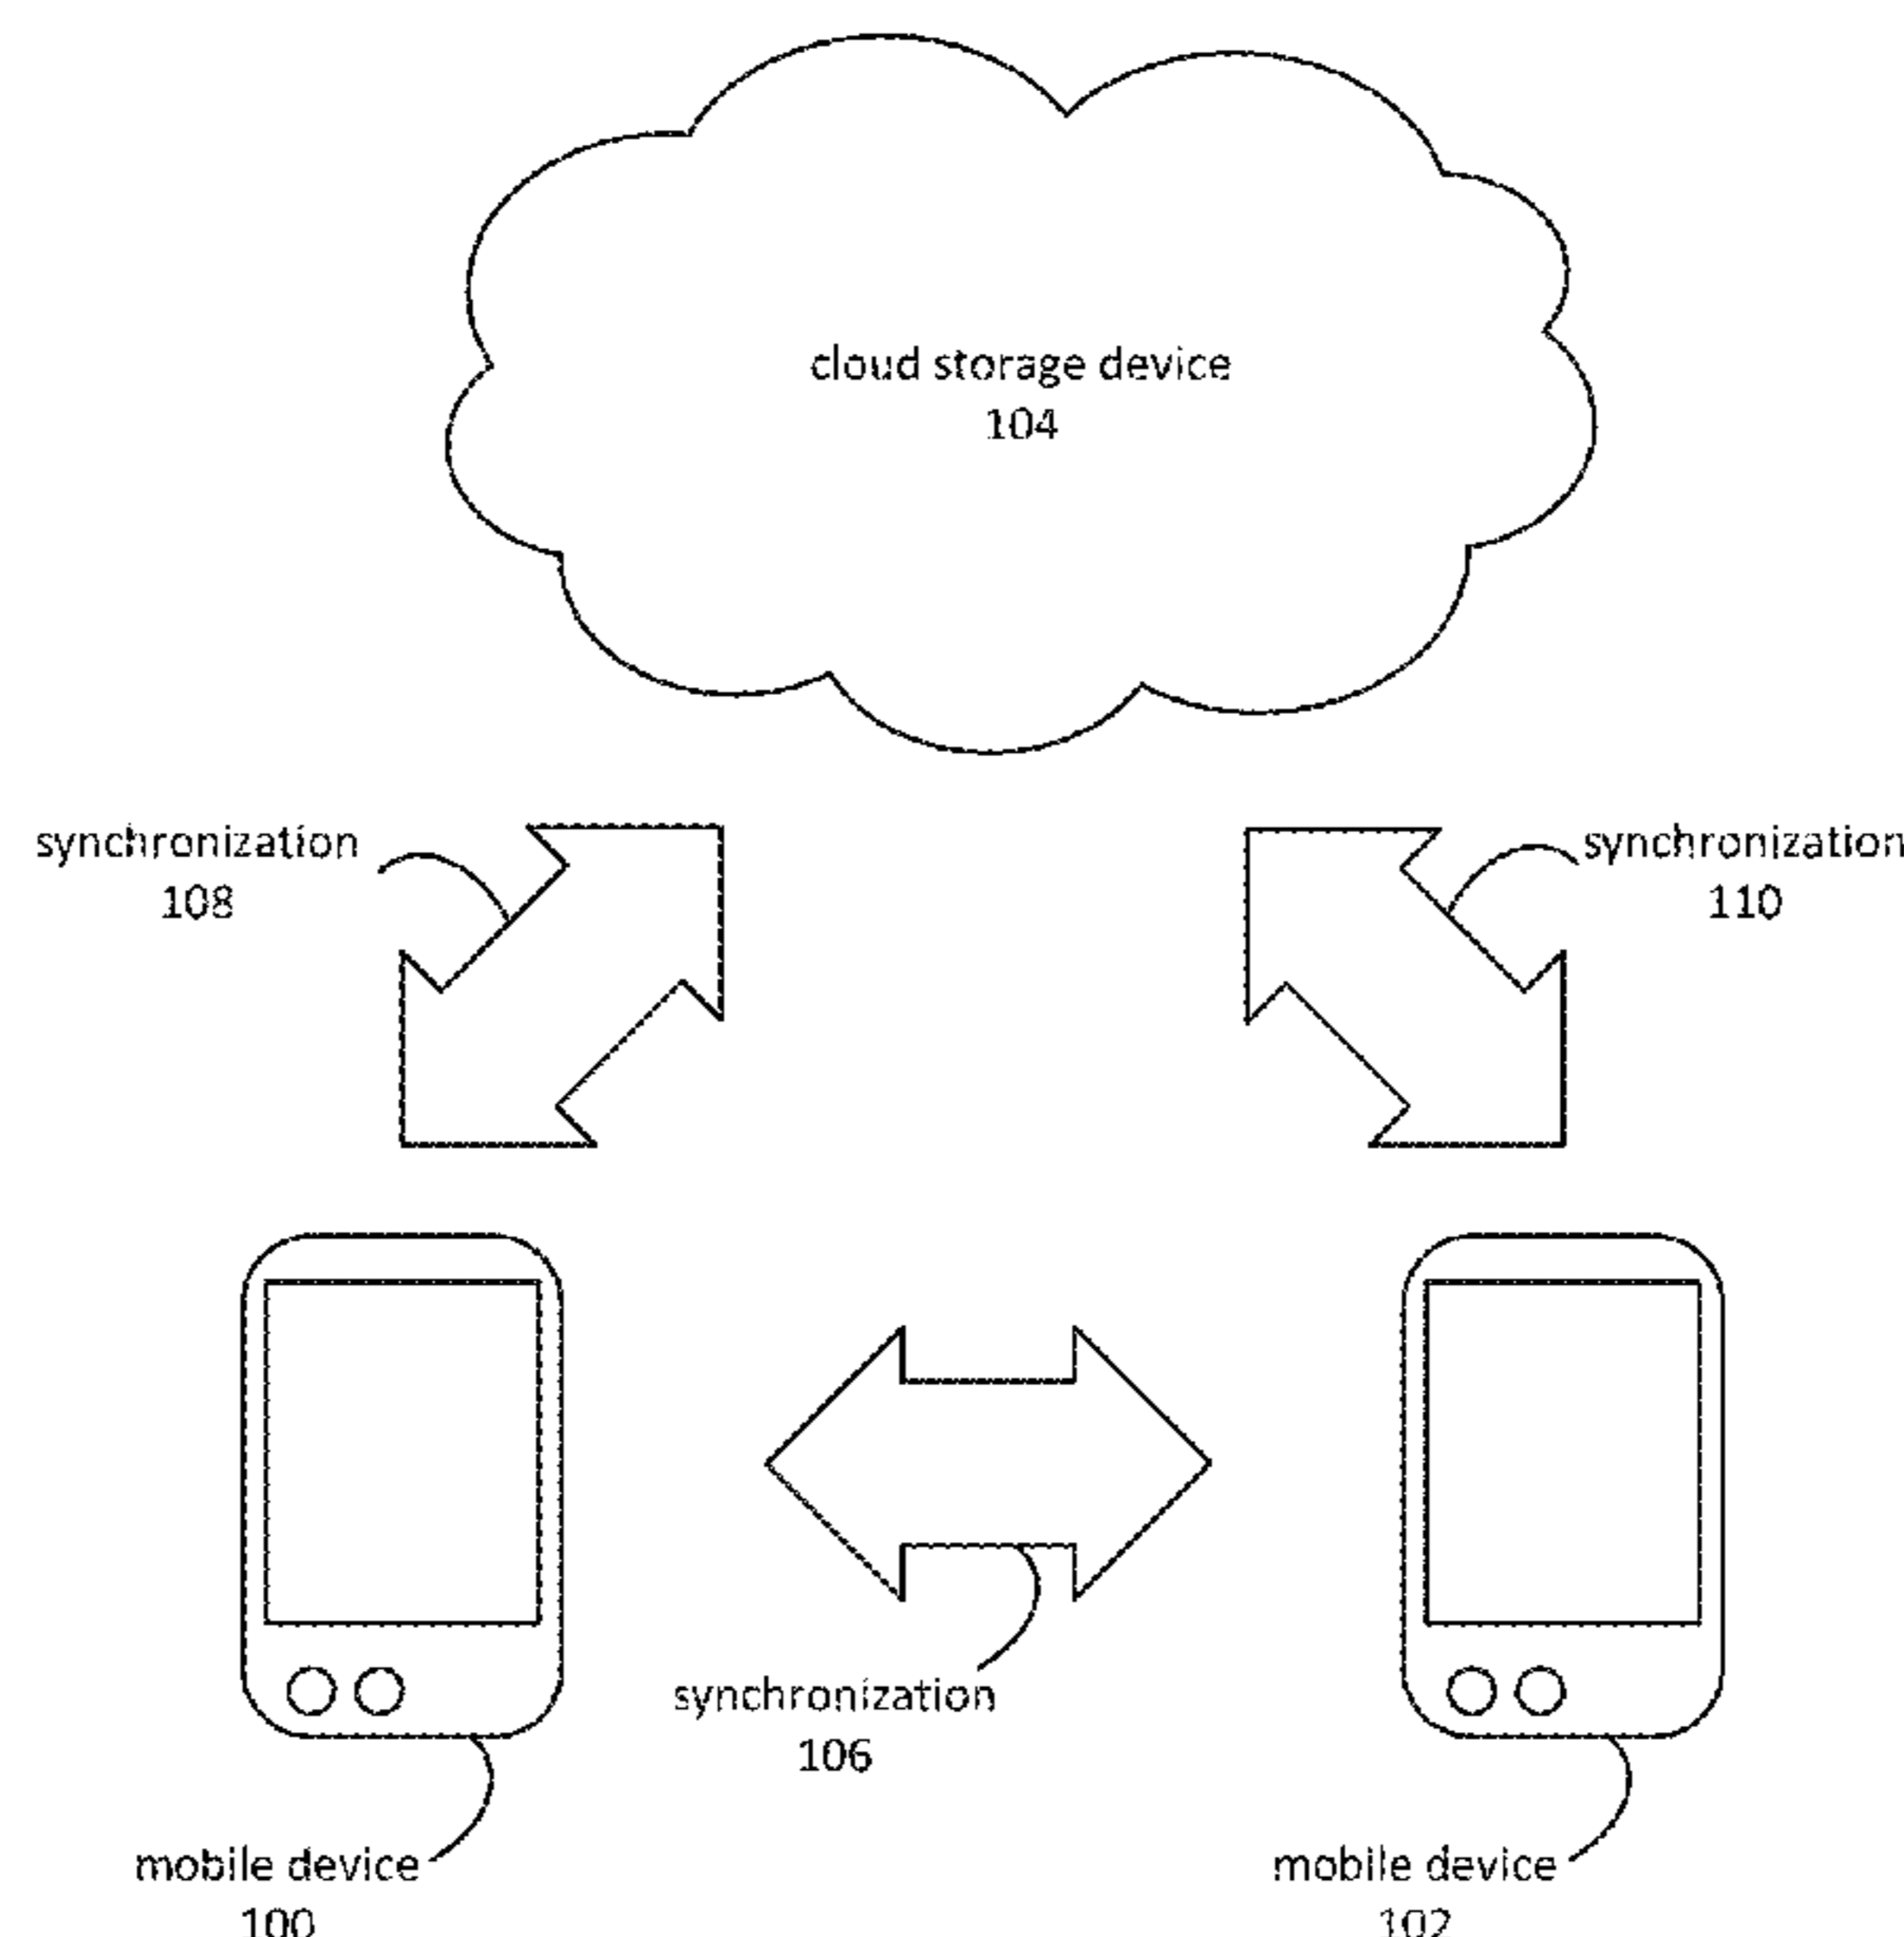 cloud storage device
104
synchronization
108
synchronization
110
synchronization
106
mobile device
100
mobile device
102